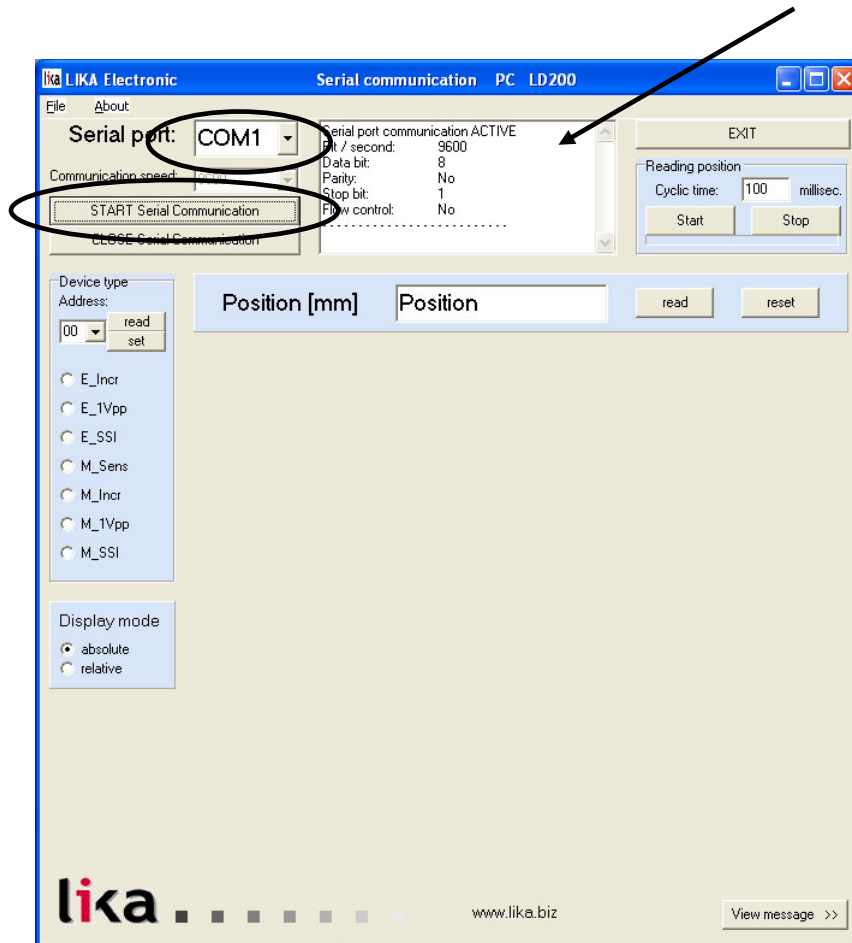 lika LIKA Electronic Serial communication PC LD200
File About
Serial port: COM1
Communication speed: 9600
START Serial Communication
CLOSE Serial Communication
Serial port communication ACTIVE
Bit / second: 9600
Data bit: 8
Parity: No
Stop bit: 1
Flow control: No
- - - - - - - - - - - - - - - - - - - - - - - - - -
EXIT
Reading position
Cyclic time: 100 millisec.
Start Stop
Device type
Address:
00 read
set
E_Incr
E_1Vpp
E_SSI
M_Sens
M_Incr
M_1Vpp
M_SSI
Position [mm] Position read reset
Display mode
absolute
relative
lika
www.lika.biz
View message >>